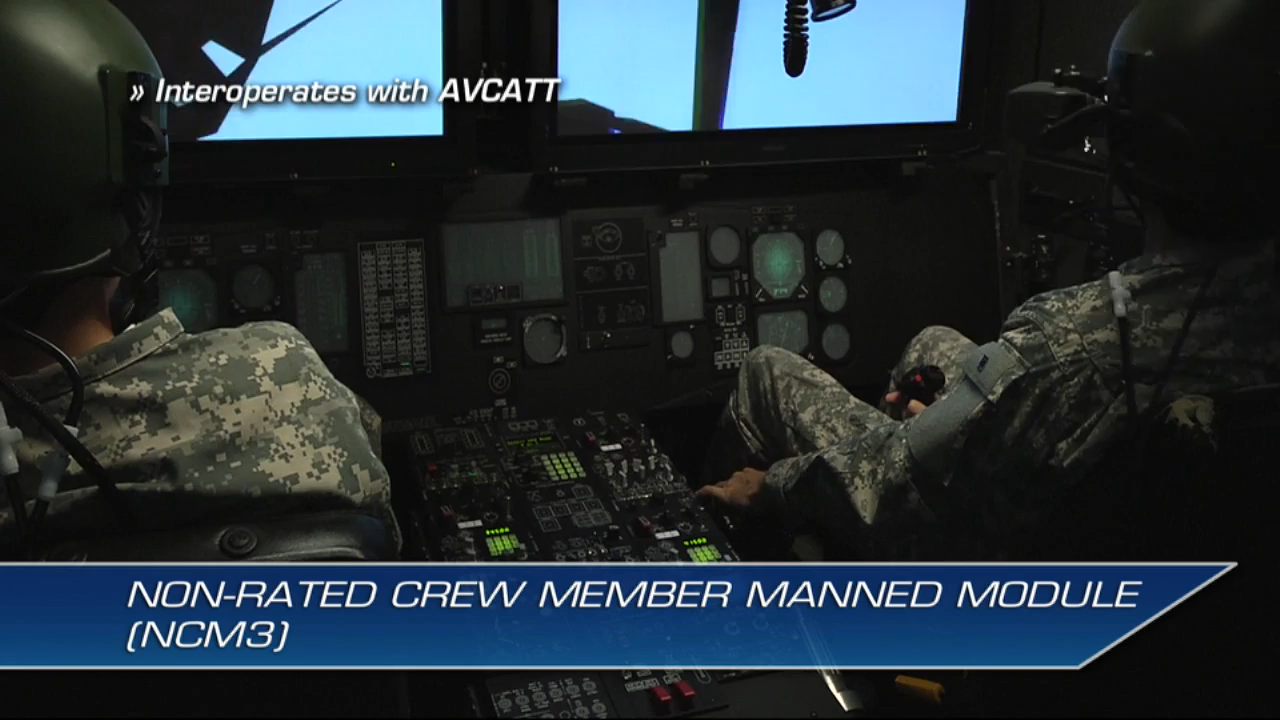 » Interoperates with AVCATT
NON-RATED CREW MEMBER MANNED MODULE
(NCM3)